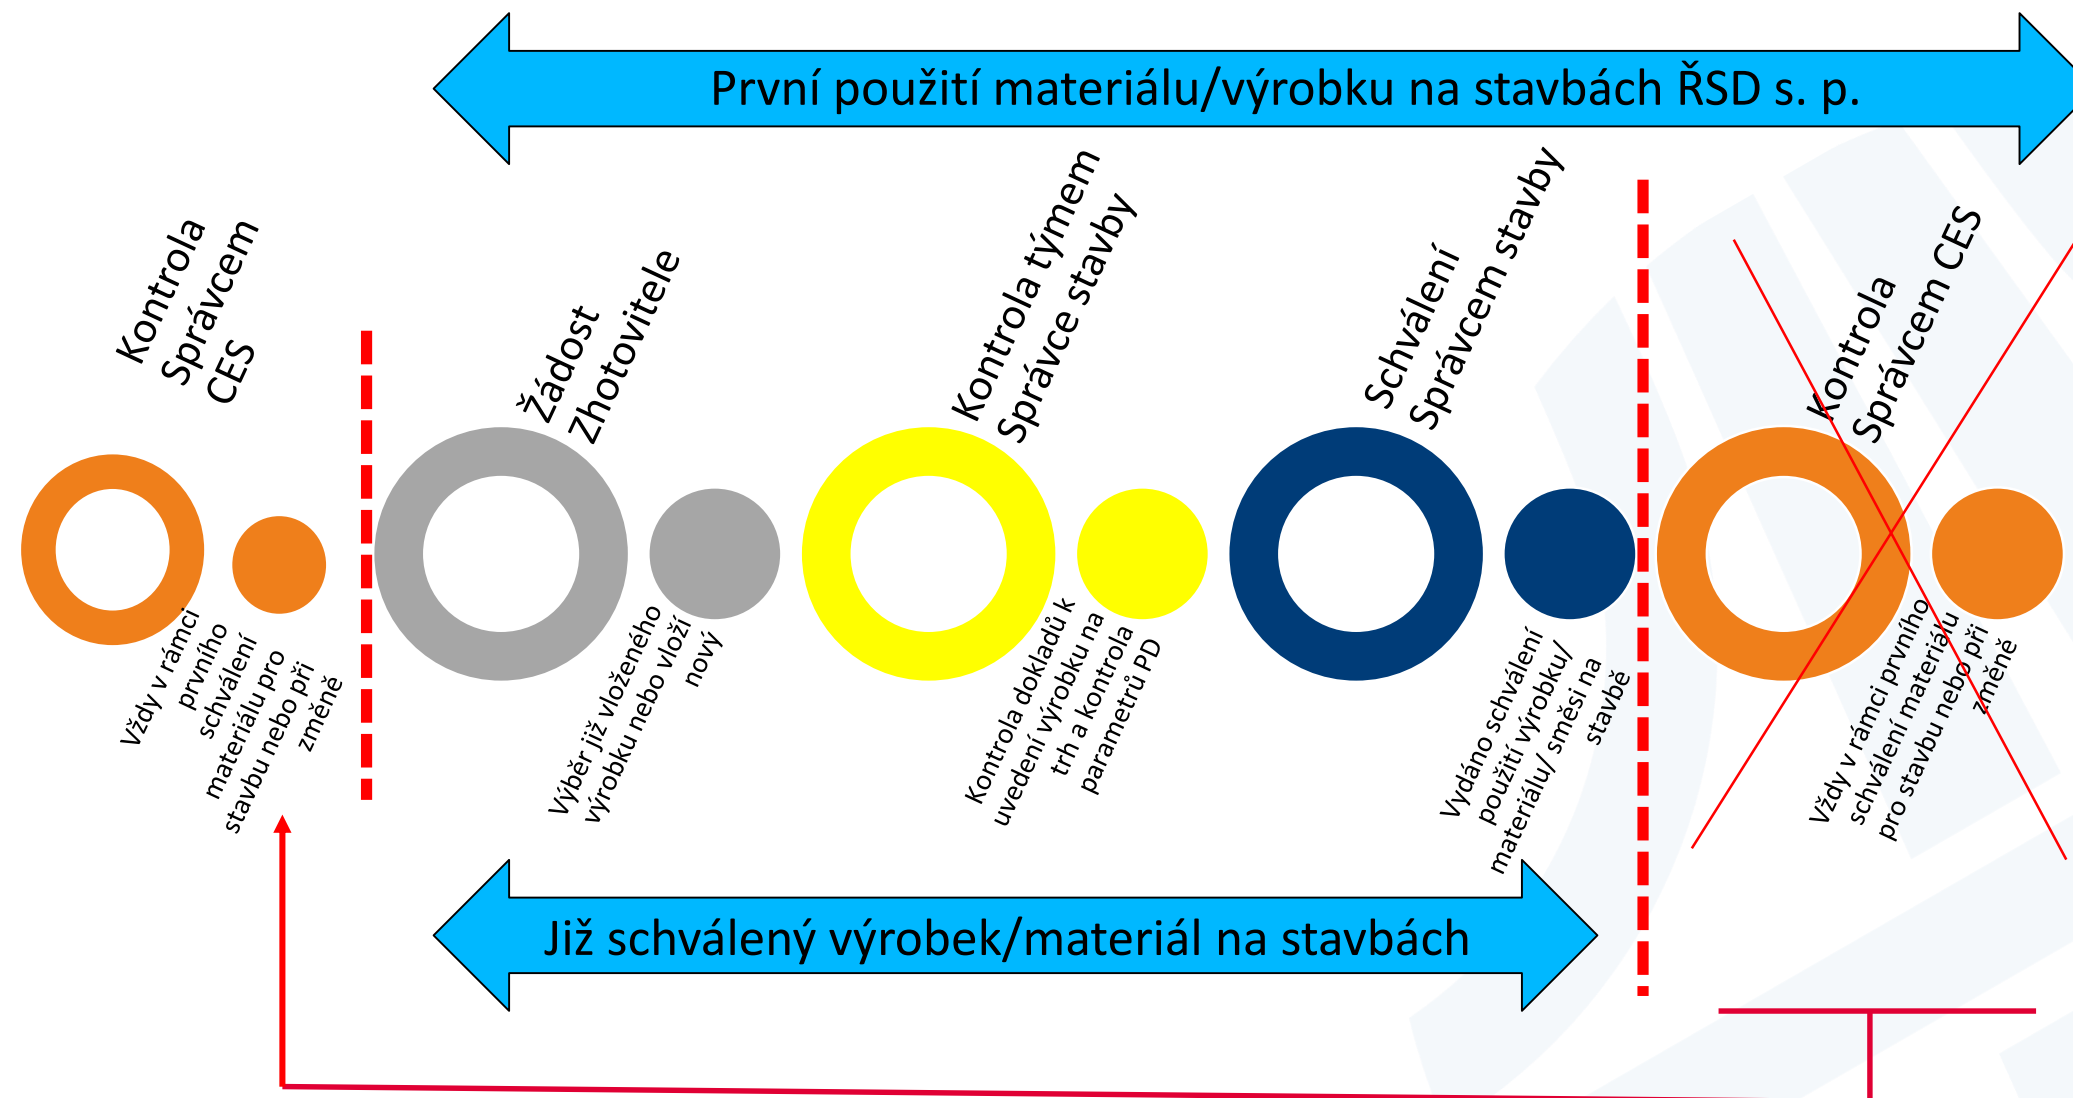 První použití materiálu/výrobku na stavbách ŘSD s. p.
Kontrola
Správcem
CES
Žádost
Zhotovitele
Kontrola týmem
Správce stavby
Schválení
Správcem stavby
Kontrola
Správcem CES
Vždy v rámci
prvního
schválení
materiálu pro
stavbu nebo při
změně
Výběr již vloženého
výrobku nebo vloží
nový
Kontrola dokladů k
uvedení výrobku na
trh a kontrola
parametrů PD
Vydáno schválení
použití výrobku/
materiálu/ směsi na
stavbě
Vždy v rámci prvního
schválení materiálu
pro stavbu nebo při
změně
Již schválený výrobek/materiál na stavbách